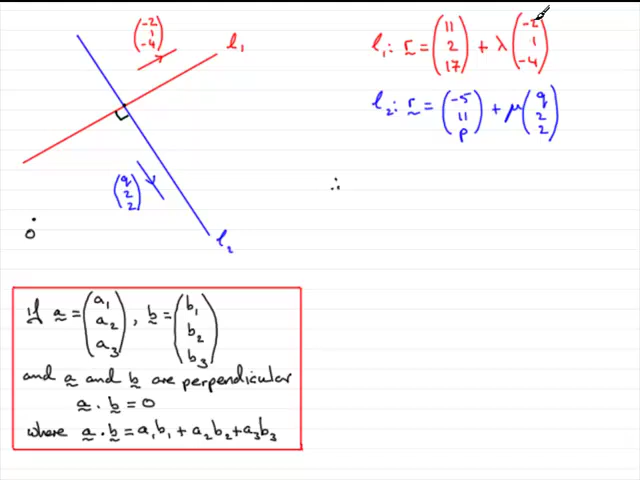 (-2 1 -4)
l₁
l₁: r̰ = (11 2 17) + λ (-2 1 -4)
l₂: r̰ = (-5 11 p) + μ (q 2 2)
(q 2 2)
∴
O
l₂
If a̰ = (a₁ a₂ a₃), b̰ = (b₁ b₂ b₃)
and a̰ and b̰ are perpendicular
a̰ . b̰ = 0
where a̰ . b̰ = a₁b₁ + a₂b₂ + a₃b₃